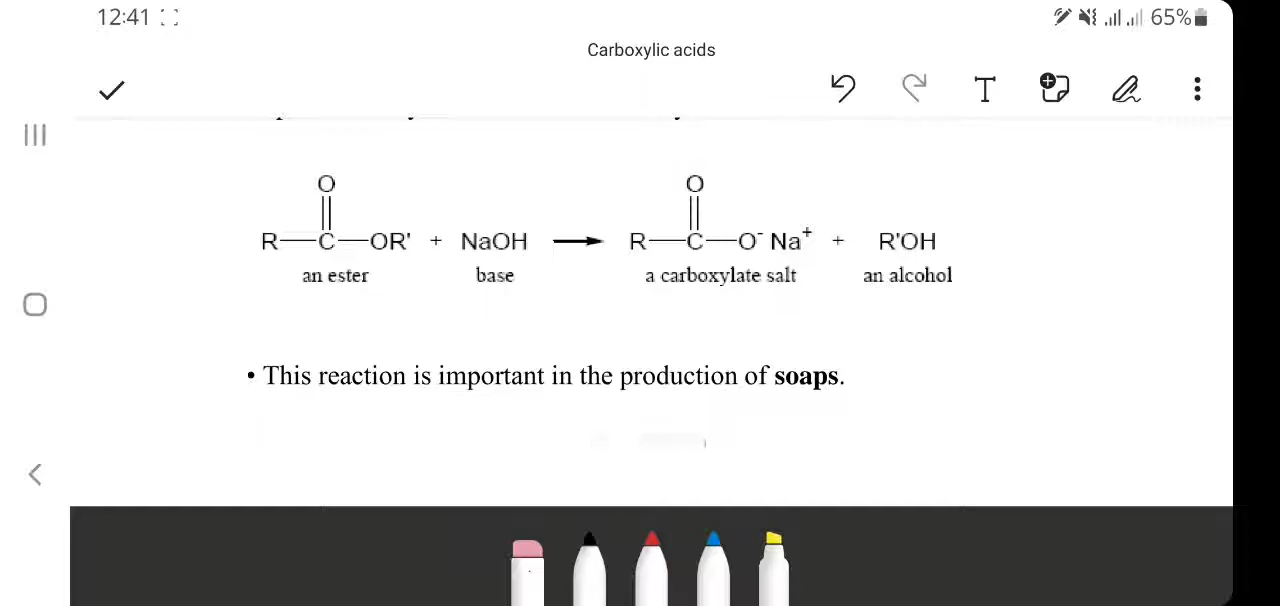 12:41 65%
Carboxylic acids
T
O O
R—C—OR' + NaOH → R—C—O⁻ Na⁺ + R'OH
an ester base a carboxylate salt an alcohol
• This reaction is important in the production of soaps.